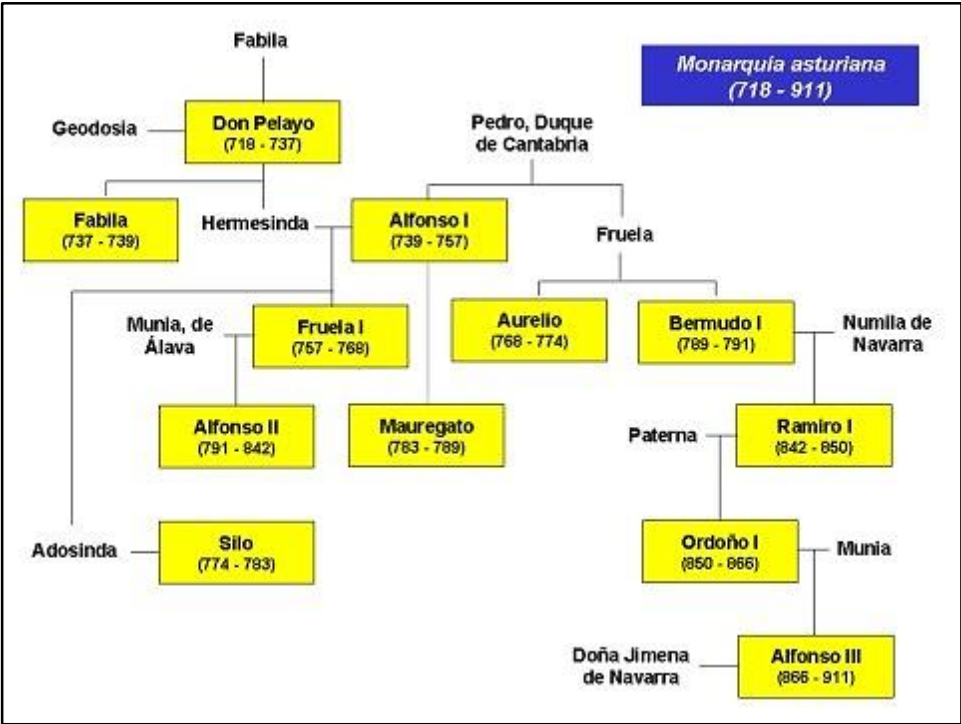 Fabila
Monarquía asturiana
(718 - 911)
Geodosia
Don Pelayo
(718 - 737)
Pedro, Duque
de Cantabria
Fabila
(737 - 739)
Hermesinda
Alfonso I
(739 - 757)
Fruela
Munia, de
Álava
Fruela I
(757 - 768)
Aurelio
(768 - 774)
Bermudo I
(789 - 791)
Numila de
Navarra
Alfonso II
(791 - 842)
Mauregato
(783 - 789)
Paterna
Ramiro I
(842 - 850)
Adosinda
Silo
(774 - 783)
Ordoño I
(850 - 866)
Munia
Doña Jimena
de Navarra
Alfonso III
(866 - 911)